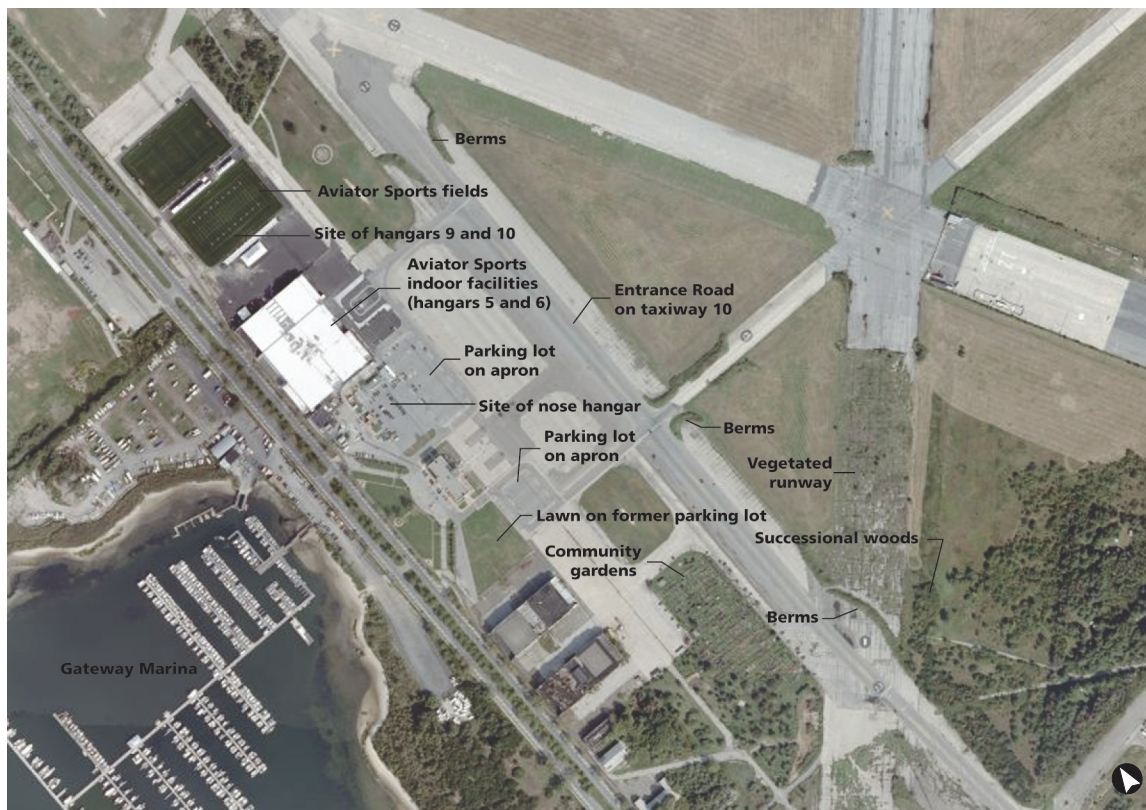 Berms
Aviator Sports fields
Site of hangars 9 and 10
Aviator Sports
indoor facilities
(hangars 5 and 6)
Entrance Road
on taxiway 10
Parking lot
on apron
Site of nose hangar
Berms
Parking lot
on apron
Vegetated
runway
Lawn on former parking lot
Successional woods
Community
gardens
Berms
Gateway Marina